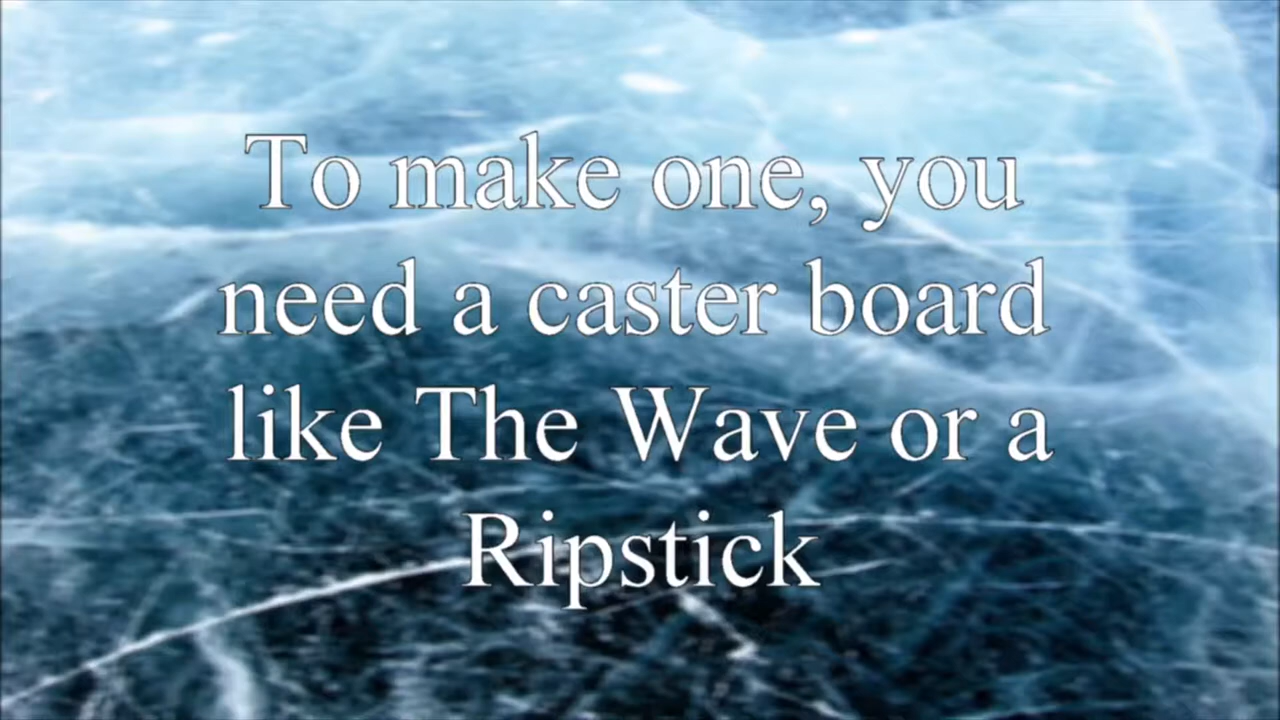 To make one, you
need a caster board
like The Wave or a
Ripstick